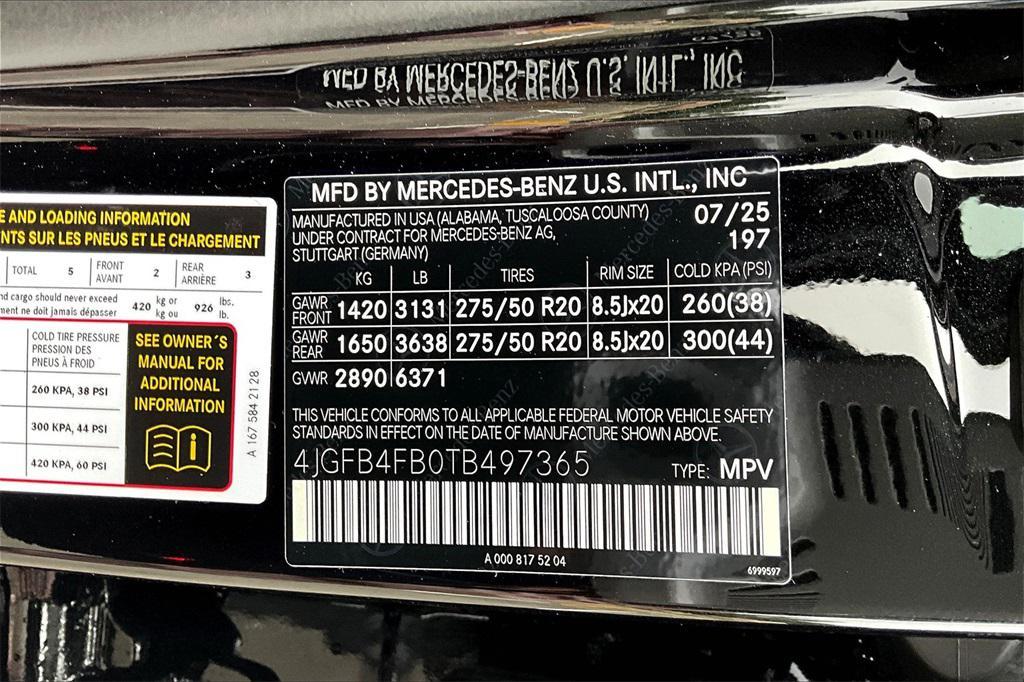 MFD BY MERCEDES-BENZ U.S. INTL., INC
MFD BY MERCEDES-BENZ U.S. INTL., INC
MANUFACTURED IN USA (ALABAMA, TUSCALOOSA COUNTY)
UNDER CONTRACT FOR MERCEDES-BENZ AG,
STUTTGART (GERMANY)
07/25
197
KG LB TIRES RIM SIZE COLD KPA (PSI)
GAWR FRONT 1420 3131 275/50 R20 8.5Jx20 260(38)
GAWR REAR 1650 3638 275/50 R20 8.5Jx20 300(44)
GVWR 2890 6371
THIS VEHICLE CONFORMS TO ALL APPLICABLE FEDERAL MOTOR VEHICLE SAFETY
STANDARDS IN EFFECT ON THE DATE OF MANUFACTURE SHOWN ABOVE.
4JGFB4FB0TB497365 TYPE: MPV
A 000 817 52 04
6999597
E AND LOADING INFORMATION
NTS SUR LES PNEUS ET LE CHARGEMENT
TOTAL 5 FRONT AVANT 2 REAR ARRIÈRE 3
nd cargo should never exceed 420 kg or 926 lbs.
ment ne doit jamais dépasser kg ou lb.
COLD TIRE PRESSURE
PRESSION DES
PNEUS À FROID
260 KPA, 38 PSI
300 KPA, 44 PSI
420 KPA, 60 PSI
SEE OWNER´S
MANUAL FOR
ADDITIONAL
INFORMATION
A 167 584 21 28